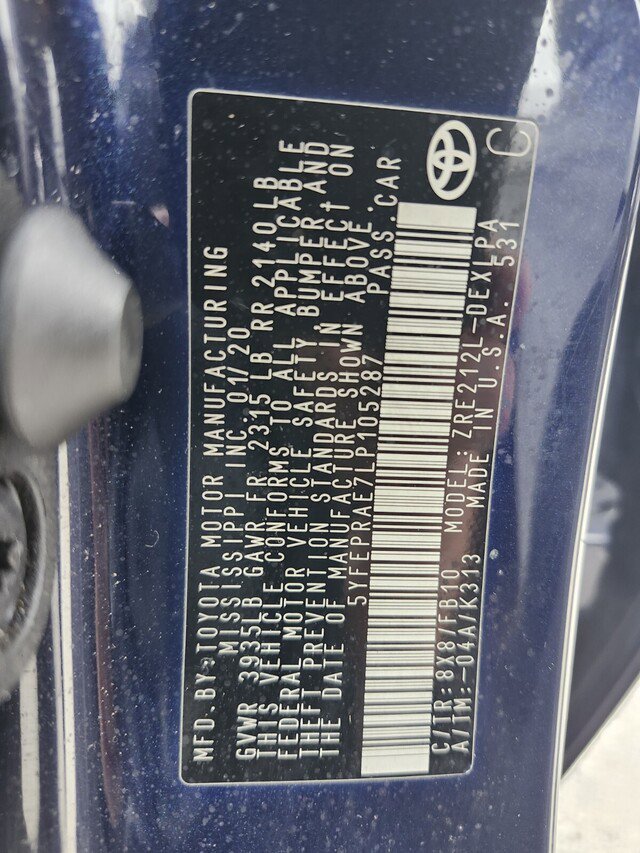 MFD. BY: TOYOTA MOTOR MANUFACTURING
MISSISSIPPI INC. 01/20
GVWR 3935LB GAWR FR 2315 LB RR 2140 LB
THIS VEHICLE CONFORMS TO ALL APPLICABLE
FEDERAL MOTOR VEHICLE SAFETY, BUMPER AND
THEFT PREVENTION STANDARDS IN EFFECT ON
THE DATE OF MANUFACTURE SHOWN ABOVE.
5YFEPRAE7LP105287 PASS. CAR
C/TR: 8X8/FB10 MODEL: ZRE212L-DEXEPA
A/TM: -04A/K313 MADE IN U.S.A. 531
C